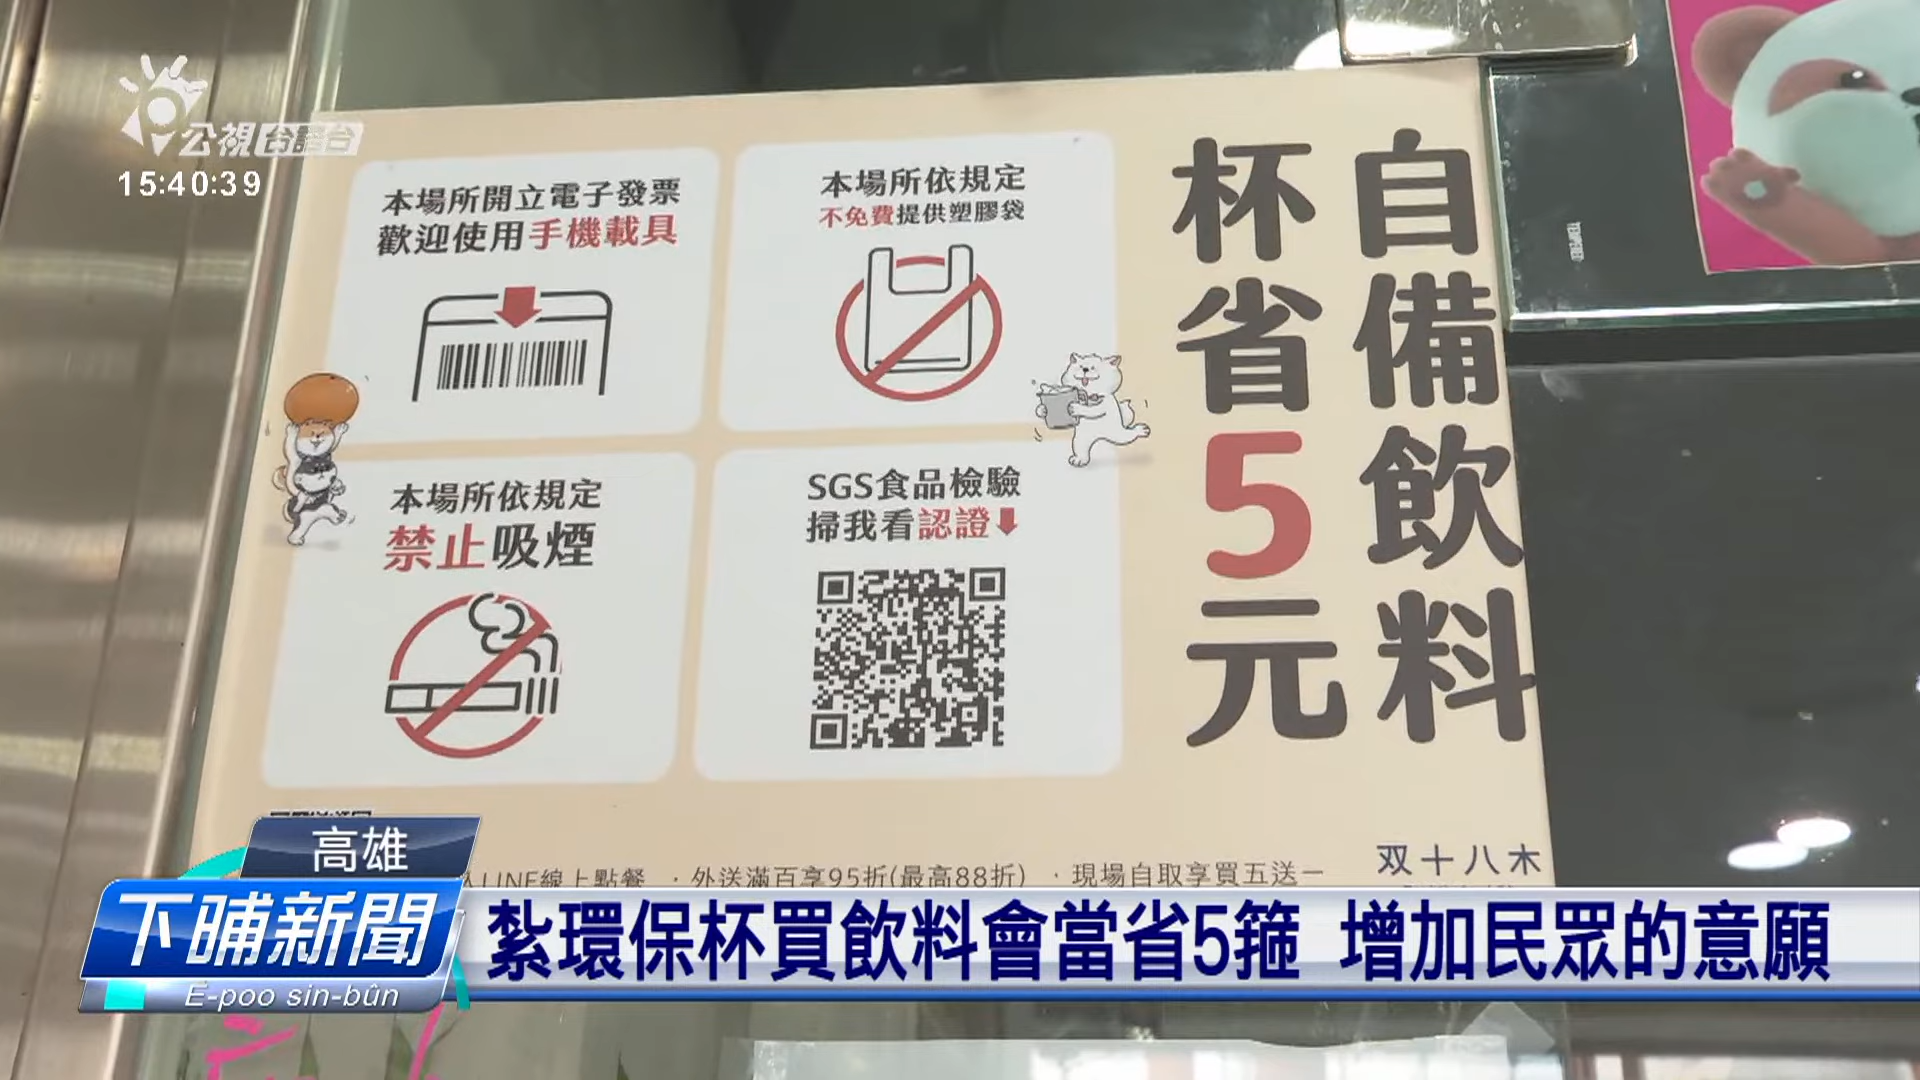 公視台語台
15:40:39
本場所開立電子發票
歡迎使用手機載具
本場所依規定
不免費提供塑膠袋
自備飲料
杯省5元
本場所依規定
禁止吸煙
SGS食品檢驗
掃我看認證
TEMPERED
LINE線上點餐 ·外送滿百享95折(最高88折) ·現場自取享買五送一
双十八木
高雄
下晡新聞
E-poo sin-bûn
紮環保杯買飲料會當省5箍 增加民眾的意願